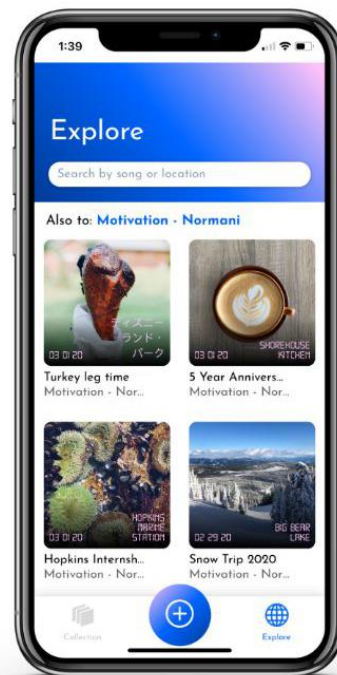 1:39
Explore
Search by song or location
Also to: Motivation - Normani
03 01 20
ディズニー
ランド・
パーク
Turkey leg time
Motivation - Nor...
03 01 20
SHOREHOUSE
KITCHEN
5 Year Annivers...
Motivation - Nor...
03 01 20
HOPKINS
MARINE
STATION
Hopkins Internsh...
Motivation - Nor...
02 29 20
BIG BEAR
LAKE
Snow Trip 2020
Motivation - Nor...
Collection
Explore